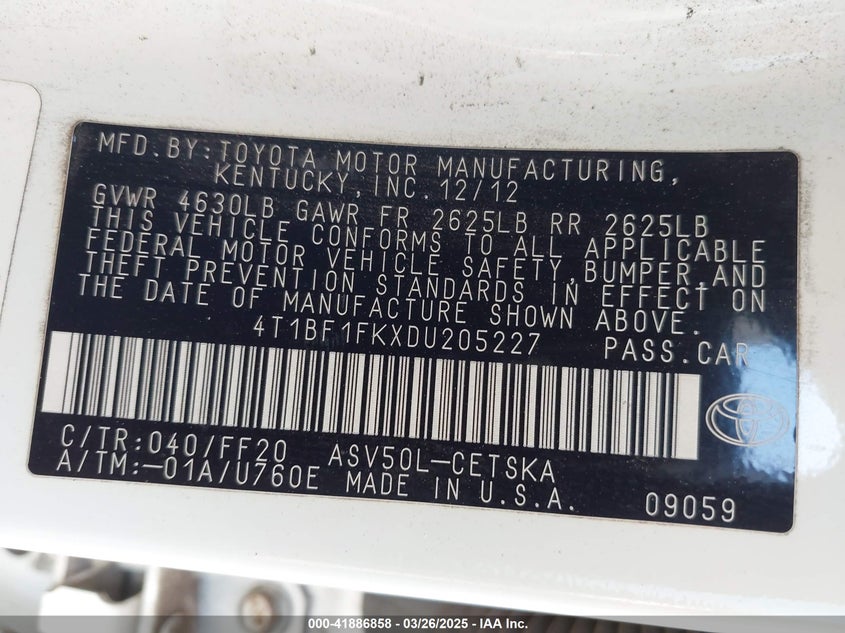 MFD.BY:TOYOTA MOTOR MANUFACTURING,
KENTUCKY,INC. 12/12
GVWR 4630LB GAWR FR 2625LB RR 2625LB
THIS VEHICLE CONFORMS TO ALL APPLICABLE
FEDERAL MOTOR VEHICLE SAFETY,BUMPER,AND
THEFT PREVENTION STANDARDS IN EFFECT ON
THE DATE OF MANUFACTURE SHOWN ABOVE.
4T1BF1FKXDU205227 PASS.CAR
C/TR:040/FF20 ASV50L-CETSKA
A/TM:-01A/U760E MADE IN U.S.A. 09059
000-41886858 - 03/26/2025 - IAA Inc.